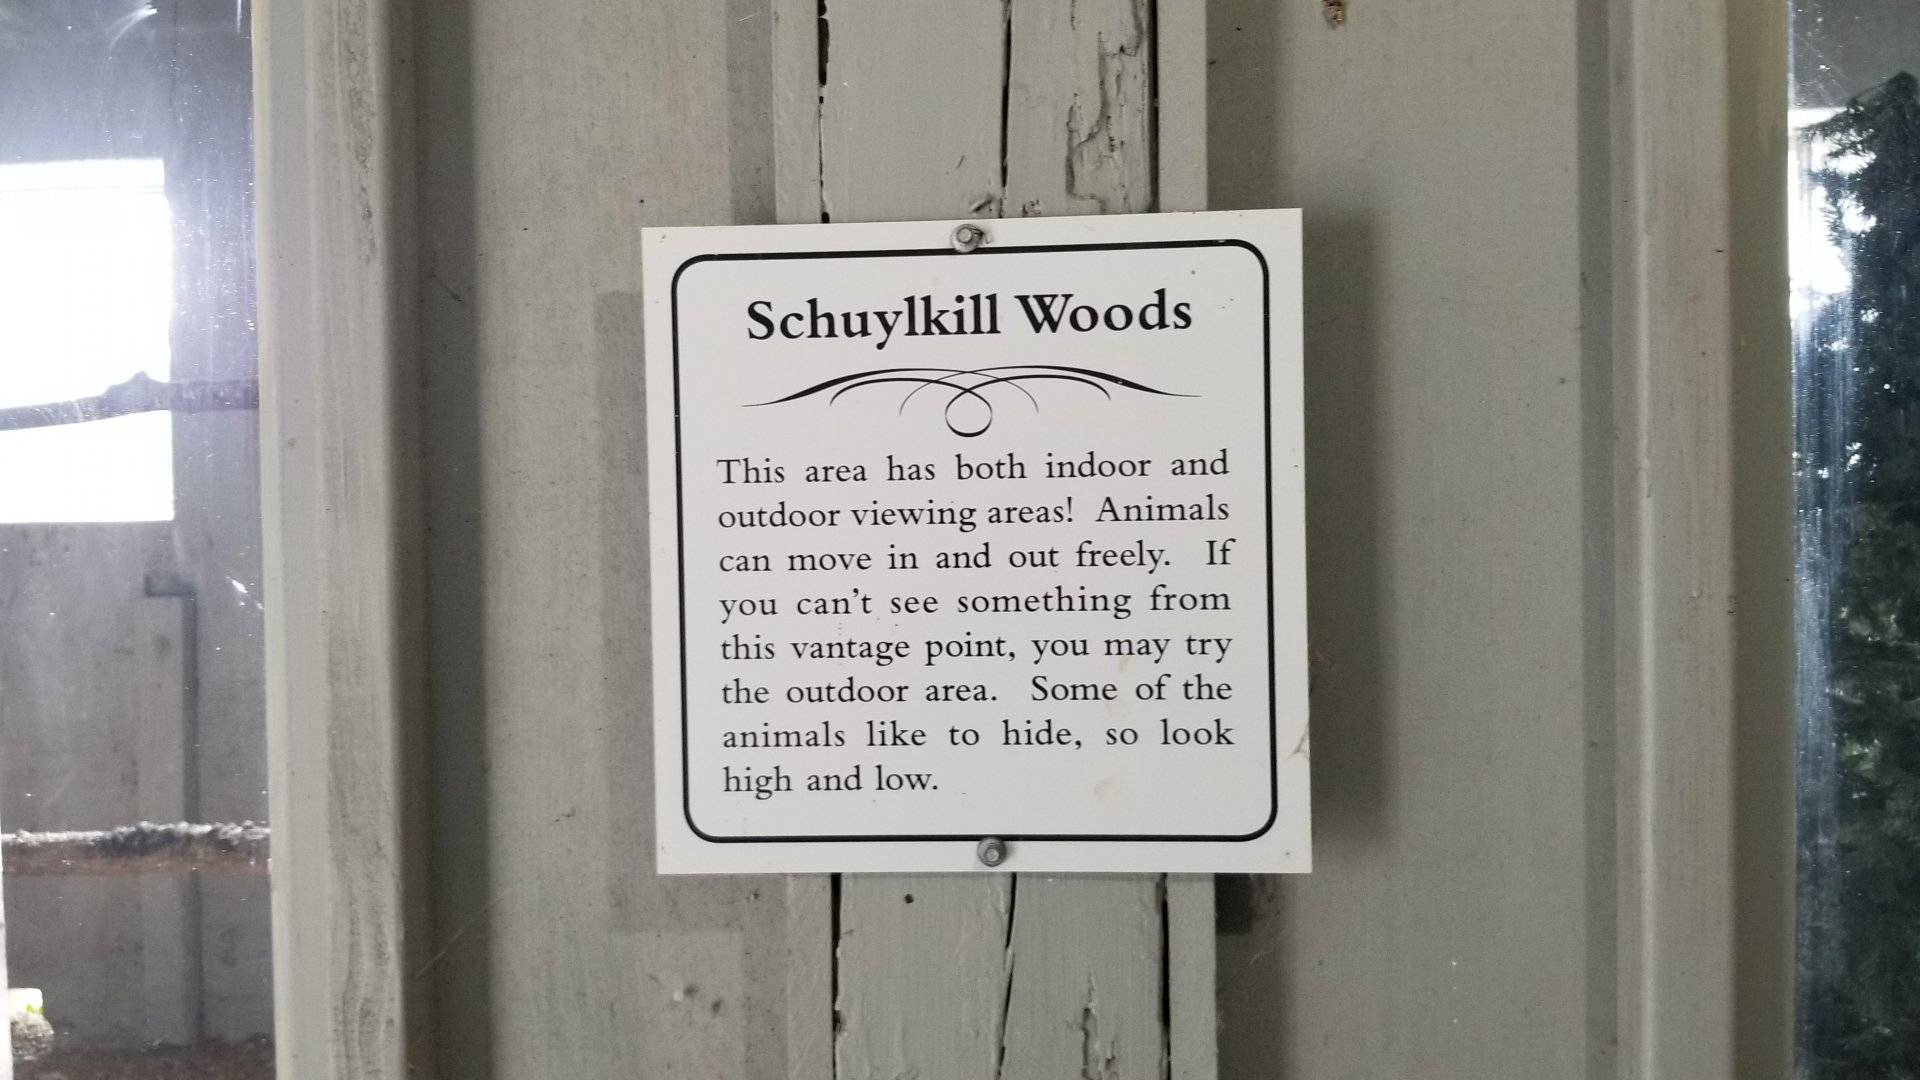 Schuylkill Woods
This area has both indoor and
outdoor viewing areas! Animals
can move in and out freely. If
you can't see something from
this vantage point, you may try
the outdoor area. Some of the
animals like to hide, so look
high and low.